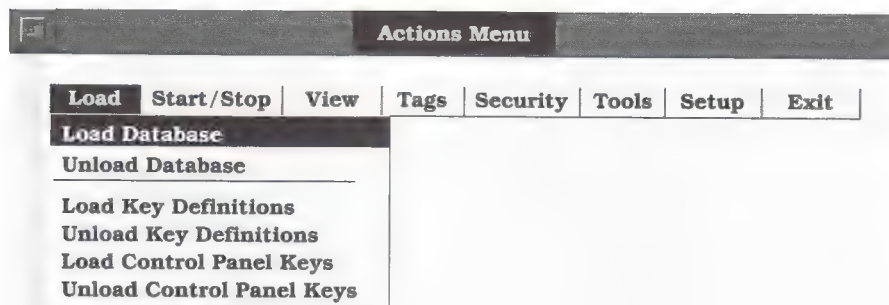 Actions Menu
Load Start/Stop View Tags Security Tools Setup Exit
Load Database
Unload Database
Load Key Definitions
Unload Key Definitions
Load Control Panel Keys
Unload Control Panel Keys